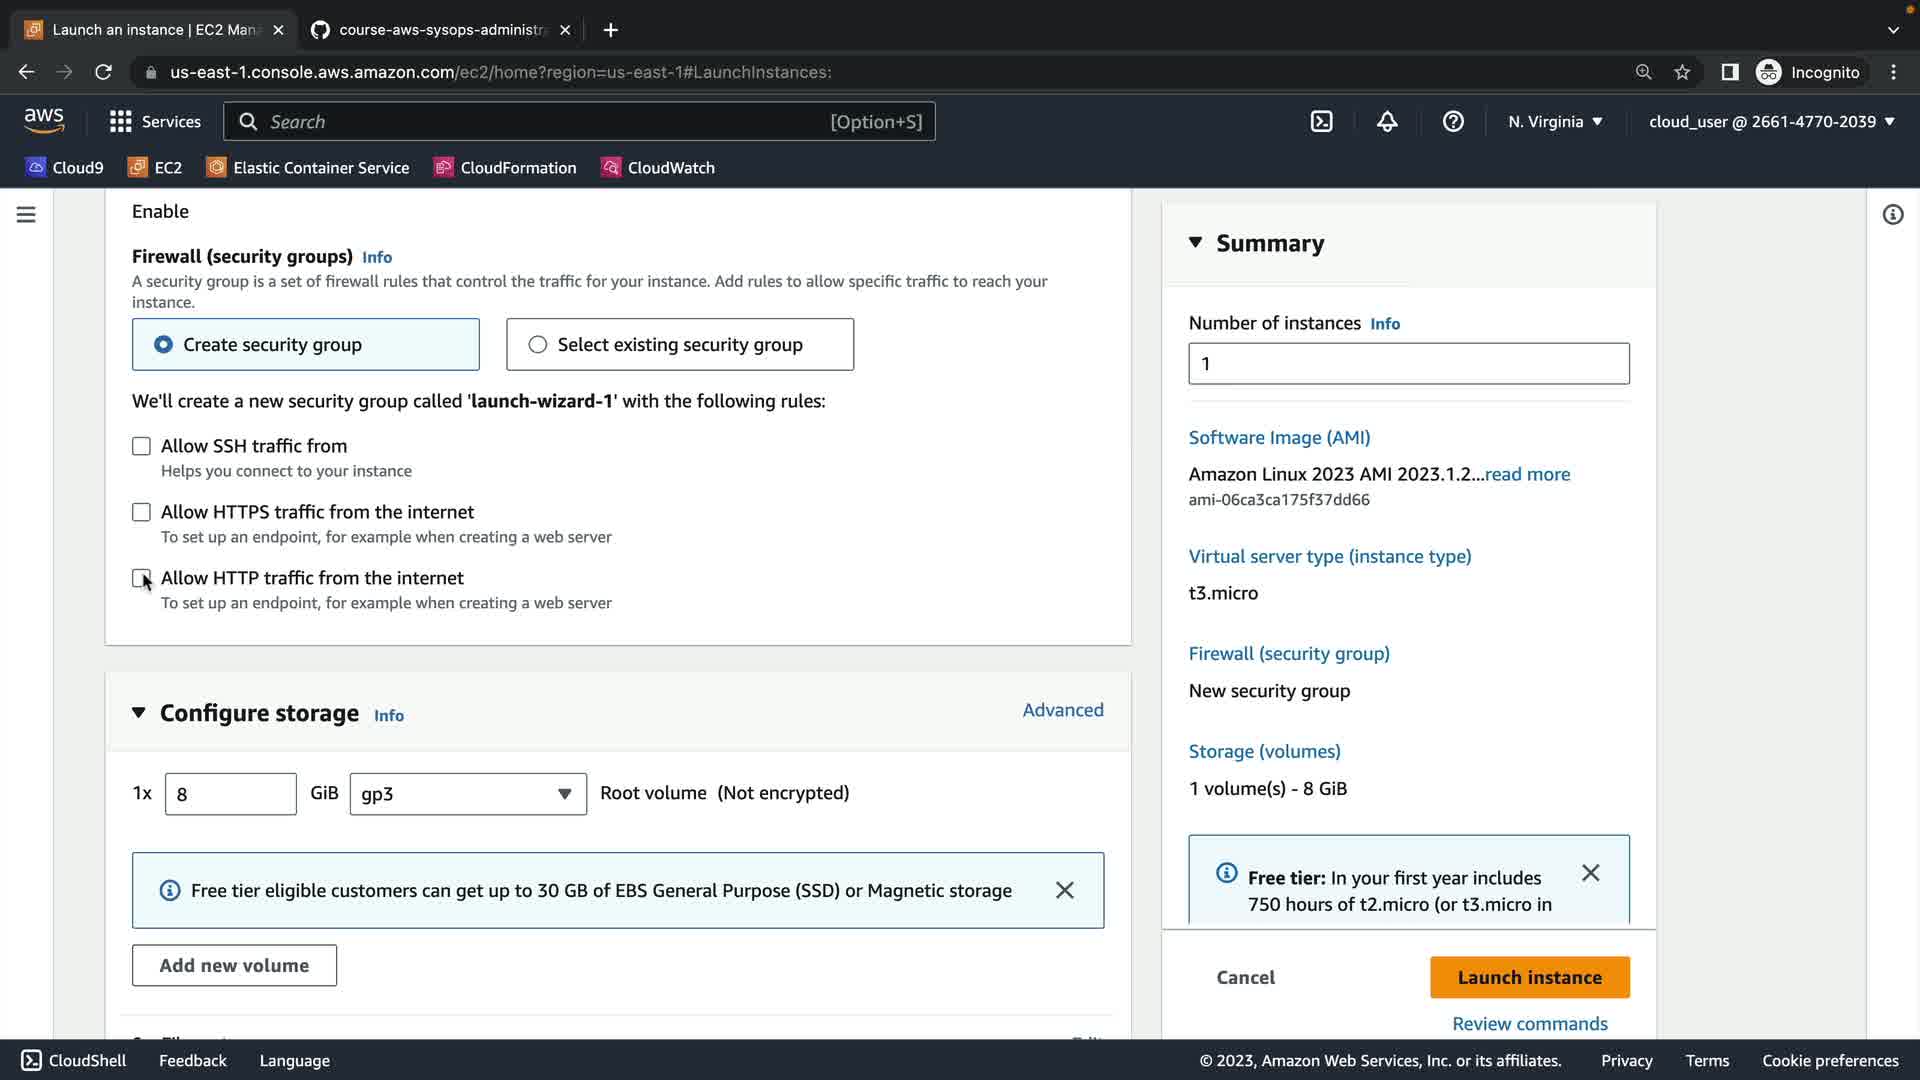 Launch an instance | EC2 Man
course-aws-sysops-administr
us-east-1.console.aws.amazon.com/ec2/home?region=us-east-1#LaunchInstances:
Incognito
aws
Services
Search
[Option+S]
N. Virginia
cloud_user @ 2661-4770-2039
Cloud9
EC2
Elastic Container Service
CloudFormation
CloudWatch
Enable
Firewall (security groups) Info
A security group is a set of firewall rules that control the traffic for your instance. Add rules to allow specific traffic to reach your
instance.
Create security group
Select existing security group
We'll create a new security group called 'launch-wizard-1' with the following rules:
Allow SSH traffic from
Helps you connect to your instance
Allow HTTPS traffic from the internet
To set up an endpoint, for example when creating a web server
Allow HTTP traffic from the internet
To set up an endpoint, for example when creating a web server
Configure storage Info
Advanced
1x 8 GiB gp3 Root volume (Not encrypted)
Free tier eligible customers can get up to 30 GB of EBS General Purpose (SSD) or Magnetic storage
Add new volume
Summary
Number of instances Info
1
Software Image (AMI)
Amazon Linux 2023 AMI 2023.1.2...read more
ami-06ca3ca175f37dd66
Virtual server type (instance type)
t3.micro
Firewall (security group)
New security group
Storage (volumes)
1 volume(s) - 8 GiB
Free tier: In your first year includes
750 hours of t2.micro (or t3.micro in
Cancel
Launch instance
Review commands
CloudShell
Feedback
Language
© 2023, Amazon Web Services, Inc. or its affiliates.
Privacy
Terms
Cookie preferences